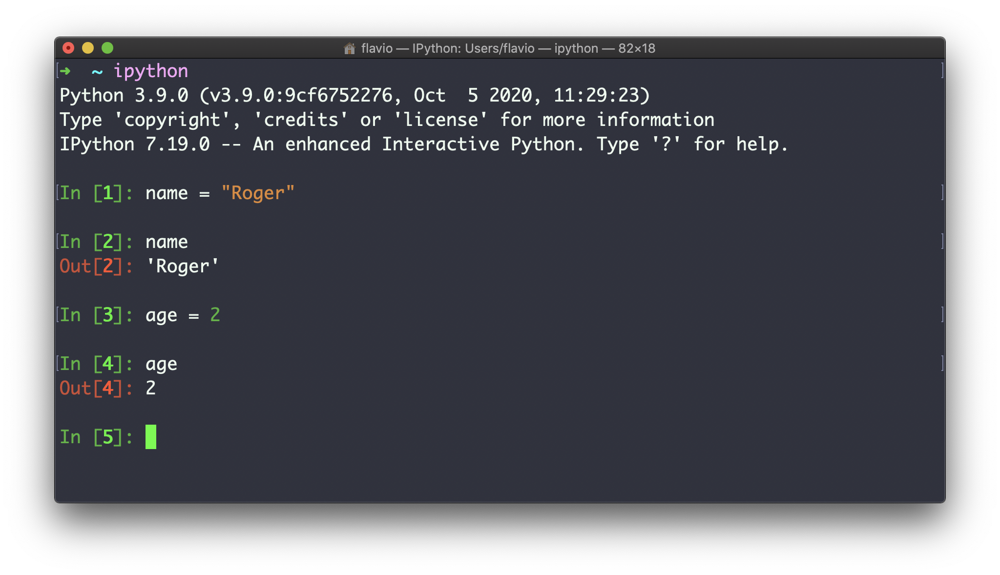 flavio — IPython: Users/flavio — ipython — 82×18
[➜  ~ ipython ]
Python 3.9.0 (v3.9.0:9cf6752276, Oct  5 2020, 11:29:23)
Type 'copyright', 'credits' or 'license' for more information
IPython 7.19.0 -- An enhanced Interactive Python. Type '?' for help.
[In [1]: name = "Roger" ]
[In [2]: name ]
Out[2]: 'Roger'
[In [3]: age = 2 ]
[In [4]: age ]
Out[4]: 2
In [5]: